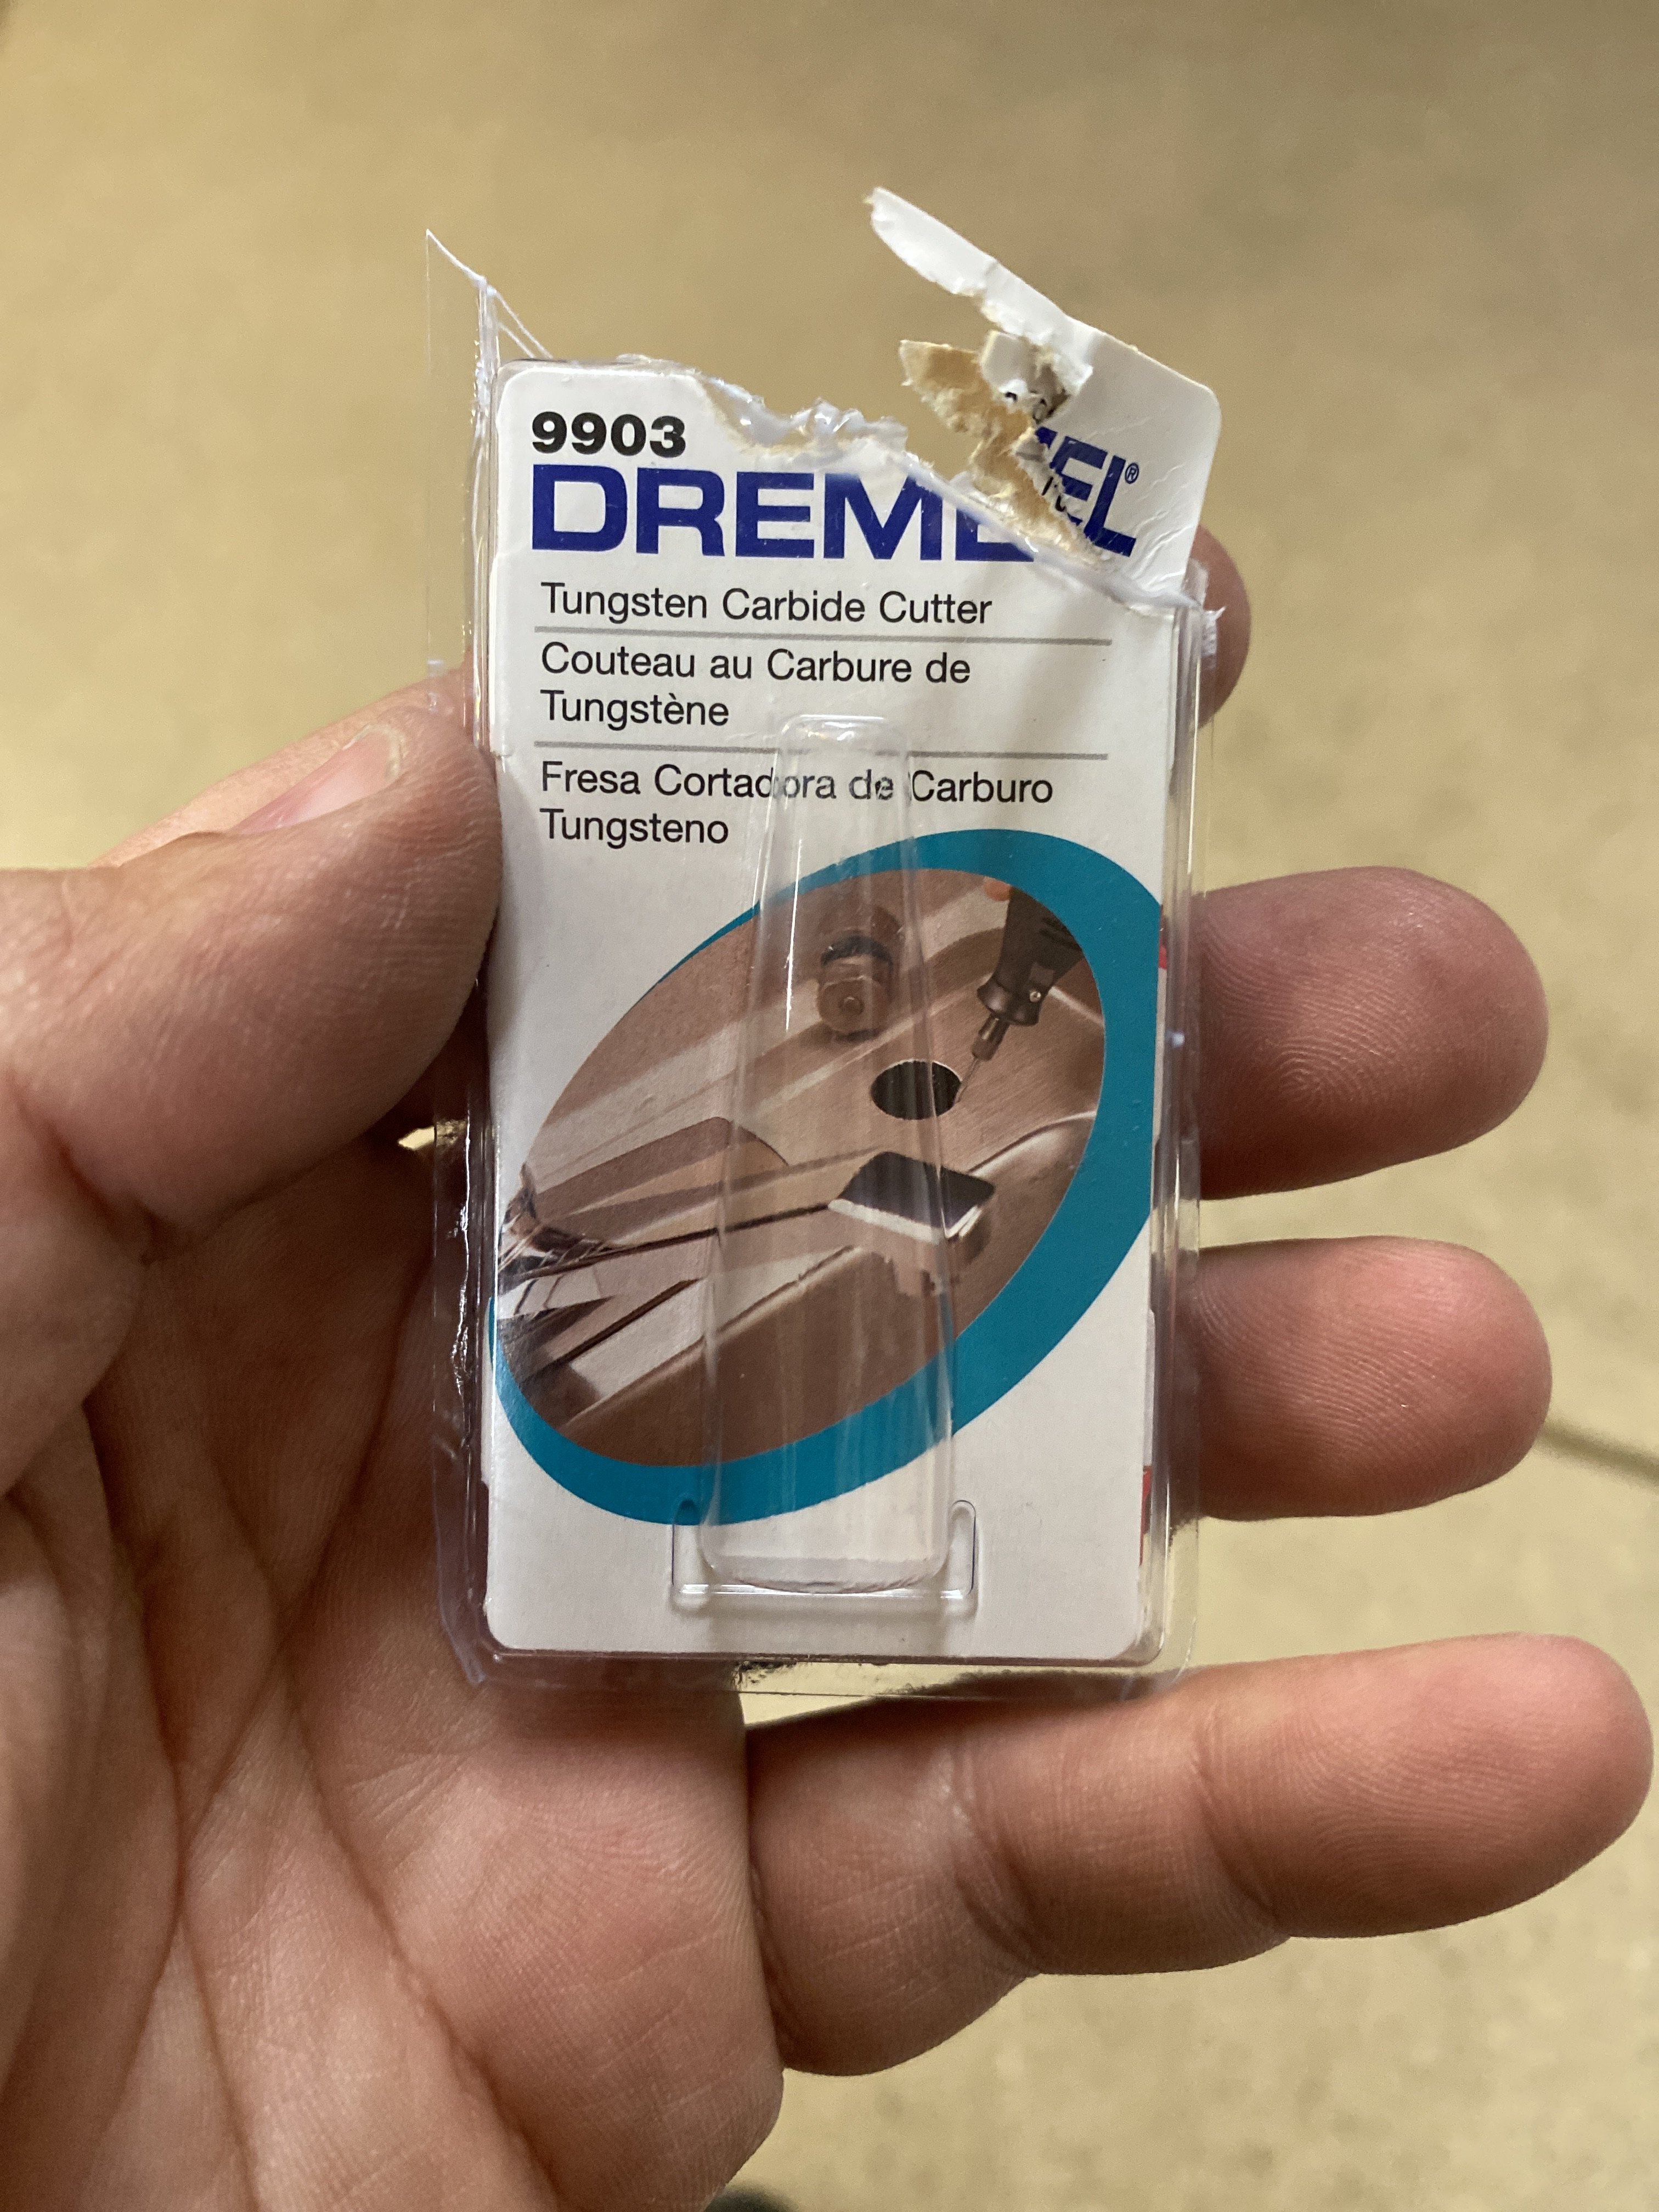 9903
DREMEL®
Tungsten Carbide Cutter
Couteau au Carbure de
Tungstène
Fresa Cortadora de Carburo
Tungsteno